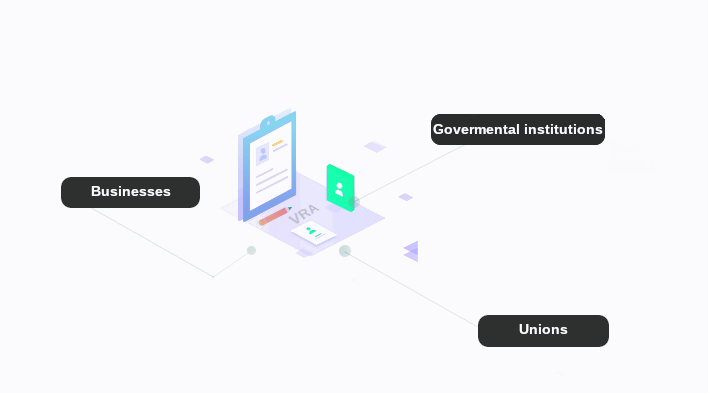 Govermental institutions
Businesses
VRA
Unions